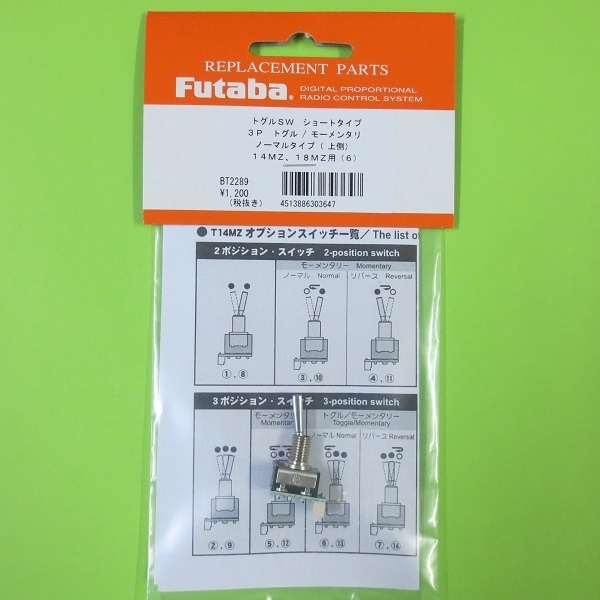 REPLACEMENT PARTS
Futaba® DIGITAL PROPORTIONAL
RADIO CONTROL SYSTEM
トグルSW ショートタイプ
3P トグル / モーメンタリ
ノーマルタイプ ( 上側 )
14MZ、18MZ用 (6)
BT2289
¥1,200
(税抜き)
4513886303647
● T14MZ オプションスイッチ一覧 / The list of
2 ポジション・スイッチ 2-position switch
モーメンタリー Momentary
ノーマル Normal リバース Reversal
①.⑧ ③.⑩ ④.⑪
3 ポジション・スイッチ 3-position switch
モーメンタリー トグル/モーメンタリー
Momentary Toggle/Momentary
ノーマル Normal リバース Reversal
②.⑨ ⑤.⑫ ⑥.⑬ ⑦.⑭